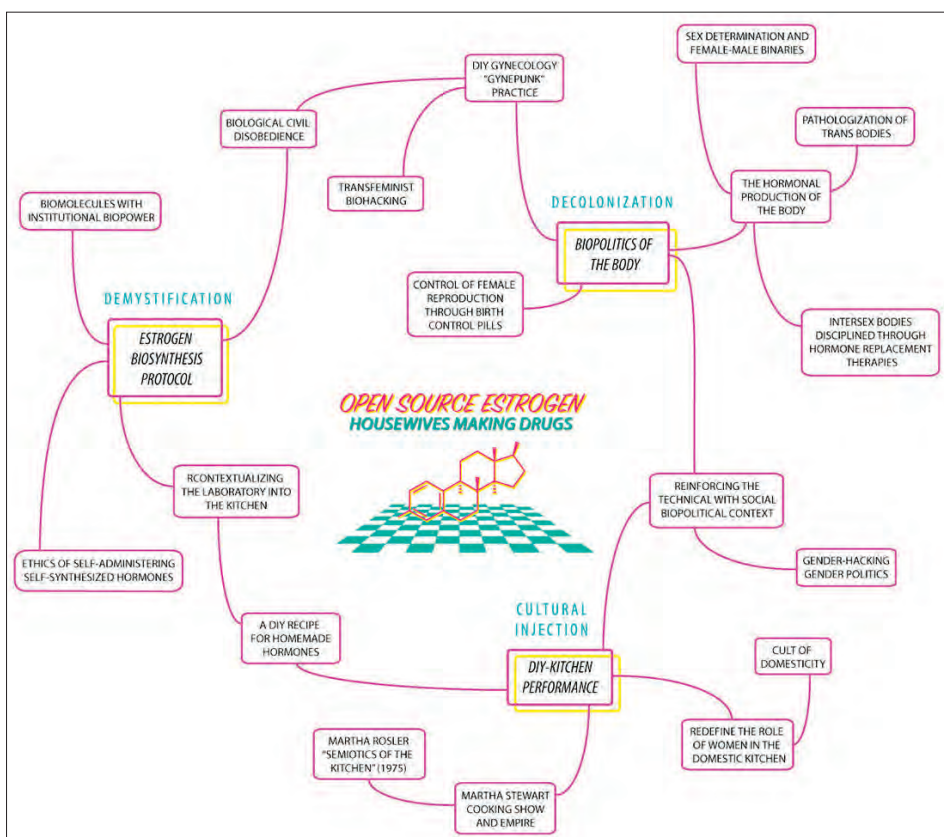 SEX DETERMINATION AND
FEMALE-MALE BINARIES
DIY GYNECOLOGY
"GYNEPUNK"
PRACTICE
BIOLOGICAL CIVIL
DISOBEDIENCE
PATHOLOGIZATION OF
TRANS BODIES
TRANSFEMINIST
BIOHACKING
THE HORMONAL
PRODUCTION OF
THE BODY
BIOMOLECULES WITH
INSTITUTIONAL BIOPOWER
DECOLONIZATION
BIOPOLITICS OF
THE BODY
CONTROL OF FEMALE
REPRODUCTION
THROUGH BIRTH
CONTROL PILLS
DEMYSTIFICATION
ESTROGEN
BIOSYNTHESIS
PROTOCOL
INTERSEX BODIES
DISCIPLINED THROUGH
HORMONE REPLACEMENT
THERAPIES
OPEN SOURCE ESTROGEN
HOUSEWIVES MAKING DRUGS
RCONTEXTUALIZING
THE LABORATORY INTO
THE KITCHEN
REINFORCING THE
TECHNICAL WITH SOCIAL
BIOPOLITICAL CONTEXT
ETHICS OF SELF-ADMINISTERING
SELF-SYNTHESIZED HORMONES
GENDER-HACKING
GENDER POLITICS
A DIY RECIPE
FOR HOMEMADE
HORMONES
CULTURAL
INJECTION
DIY-KITCHEN
PERFORMANCE
CULT OF
DOMESTICITY
REDEFINE THE ROLE
OF WOMEN IN THE
DOMESTIC KITCHEN
MARTHA ROSLER
"SEMIOTICS OF THE
KITCHEN" (1975)
MARTHA STEWART
COOKING SHOW
AND EMPIRE